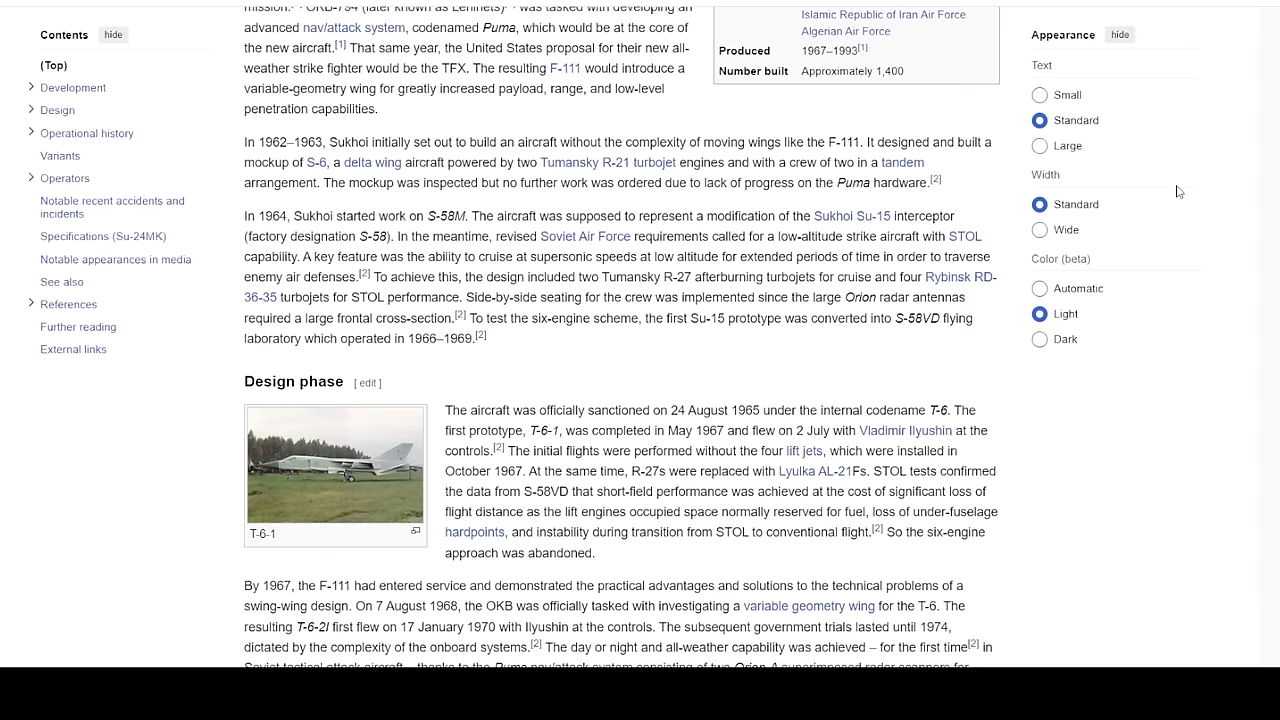 Contents hide
(Top)
Development
Design
Operational history
Variants
Operators
Notable recent accidents and
incidents
Specifications (Su-24MK)
Notable appearances in media
See also
References
Further reading
External links
advanced nav/attack system, codenamed Puma, which would be at the core of
the new aircraft.[1] That same year, the United States proposal for their new all-
weather strike fighter would be the TFX. The resulting F-111 would introduce a
variable-geometry wing for greatly increased payload, range, and low-level
penetration capabilities.
Islamic Republic of Iran Air Force
Algerian Air Force
Produced 1967–1993[1]
Number built Approximately 1,400
In 1962–1963, Sukhoi initially set out to build an aircraft without the complexity of moving wings like the F-111. It designed and built a
mockup of S-6, a delta wing aircraft powered by two Tumansky R-21 turbojet engines and with a crew of two in a tandem
arrangement. The mockup was inspected but no further work was ordered due to lack of progress on the Puma hardware.[2]
In 1964, Sukhoi started work on S-58M. The aircraft was supposed to represent a modification of the Sukhoi Su-15 interceptor
(factory designation S-58). In the meantime, revised Soviet Air Force requirements called for a low-altitude strike aircraft with STOL
capability. A key feature was the ability to cruise at supersonic speeds at low altitude for extended periods of time in order to traverse
enemy air defenses.[2] To achieve this, the design included two Tumansky R-27 afterburning turbojets for cruise and four Rybinsk RD-
36-35 turbojets for STOL performance. Side-by-side seating for the crew was implemented since the large Orion radar antennas
required a large frontal cross-section.[2] To test the six-engine scheme, the first Su-15 prototype was converted into S-58VD flying
laboratory which operated in 1966–1969.[2]
Design phase [ edit ]
T-6-1
The aircraft was officially sanctioned on 24 August 1965 under the internal codename T-6. The
first prototype, T-6-1, was completed in May 1967 and flew on 2 July with Vladimir Ilyushin at the
controls.[2] The initial flights were performed without the four lift jets, which were installed in
October 1967. At the same time, R-27s were replaced with Lyulka AL-21Fs. STOL tests confirmed
the data from S-58VD that short-field performance was achieved at the cost of significant loss of
flight distance as the lift engines occupied space normally reserved for fuel, loss of under-fuselage
hardpoints, and instability during transition from STOL to conventional flight.[2] So the six-engine
approach was abandoned.
By 1967, the F-111 had entered service and demonstrated the practical advantages and solutions to the technical problems of a
swing-wing design. On 7 August 1968, the OKB was officially tasked with investigating a variable geometry wing for the T-6. The
resulting T-6-2I first flew on 17 January 1970 with Ilyushin at the controls. The subsequent government trials lasted until 1974,
dictated by the complexity of the onboard systems.[2] The day or night and all-weather capability was achieved – for the first time[2] in
Appearance hide
Text
Small
Standard
Large
Width
Standard
Wide
Color (beta)
Automatic
Light
Dark